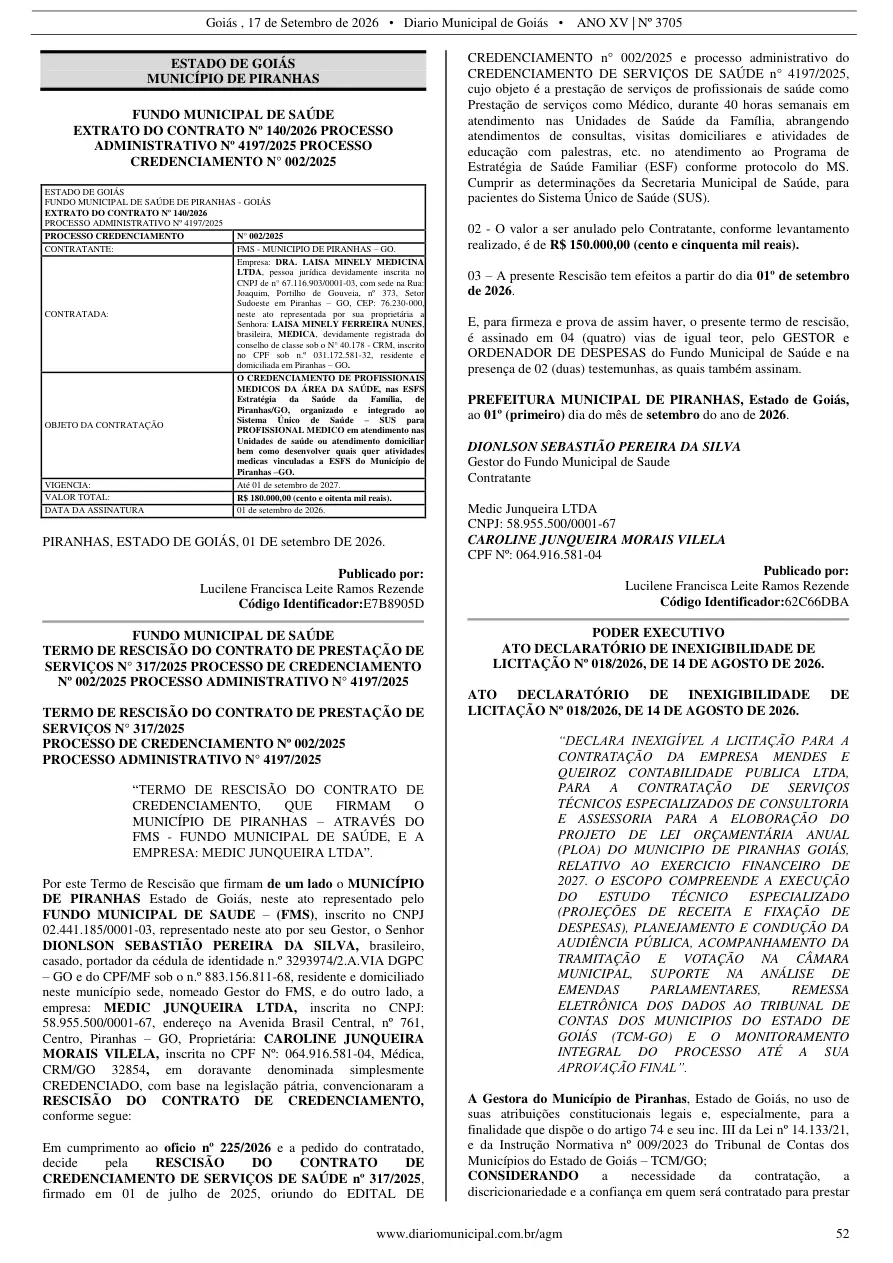 Goiás , 17 de Setembro de 2026 • Diario Municipal de Goiás • ANO XV | Nº 3705
ESTADO DE GOIÁS
MUNICÍPIO DE PIRANHAS
FUNDO MUNICIPAL DE SAÚDE
EXTRATO DO CONTRATO Nº 140/2026 PROCESSO
ADMINISTRATIVO Nº 4197/2025 PROCESSO
CREDENCIAMENTO N° 002/2025
ESTADO DE GOIÁS
FUNDO MUNICIPAL DE SAÚDE DE PIRANHAS - GOIÁS
EXTRATO DO CONTRATO Nº 140/2026
PROCESSO ADMINISTRATIVO Nº 4197/2025
PROCESSO CREDENCIAMENTO N° 002/2025
CONTRATANTE: FMS - MUNICIPIO DE PIRANHAS – GO.
CONTRATADA:
Empresa: DRA. LAISA MINELY MEDICINA
LTDA, pessoa jurídica devidamente inscrita no
CNPJ de n° 67.116.903/0001-03, com sede na Rua:
Joaquim, Portilho de Gouveia, nº 373, Setor
Sudoeste em Piranhas – GO, CEP: 76.230-000,
neste ato representada por sua proprietária a
Senhora: LAISA MINELY FERREIRA NUNES,
brasileira, MEDICA, devidamente registrada do
conselho de classe sob o N° 40.178 - CRM, inscrito
no CPF sob n.º 031.172.581-32, residente e
domiciliada em Piranhas – GO.
OBJETO DA CONTRATAÇÃO
O CREDENCIAMENTO DE PROFISSIONAIS
MEDICOS DA ÁREA DA SAÚDE, nas ESFS
Estratégia da Saúde da Família, de
Piranhas/GO, organizado e integrado ao
Sistema Único de Saúde – SUS para
PROFISSIONAL MEDICO em atendimento nas
Unidades de saúde ou atendimento domiciliar
bem como desenvolver quais quer atividades
medicas vinculadas a ESFS do Município de
Piranhas –GO.
VIGENCIA: Até 01 de setembro de 2027.
VALOR TOTAL: R$ 180.000,00 (cento e oitenta mil reais).
DATA DA ASSINATURA 01 de setembro de 2026.
PIRANHAS, ESTADO DE GOIÁS, 01 DE setembro DE 2026.
Publicado por:
Lucilene Francisca Leite Ramos Rezende
Código Identificador:E7B8905D
FUNDO MUNICIPAL DE SAÚDE
TERMO DE RESCISÃO DO CONTRATO DE PRESTAÇÃO DE
SERVIÇOS N° 317/2025 PROCESSO DE CREDENCIAMENTO
Nº 002/2025 PROCESSO ADMINISTRATIVO N° 4197/2025
TERMO DE RESCISÃO DO CONTRATO DE PRESTAÇÃO DE
SERVIÇOS N° 317/2025
PROCESSO DE CREDENCIAMENTO Nº 002/2025
PROCESSO ADMINISTRATIVO N° 4197/2025
“TERMO DE RESCISÃO DO CONTRATO DE
CREDENCIAMENTO, QUE FIRMAM O
MUNICÍPIO DE PIRANHAS – ATRAVÉS DO
FMS - FUNDO MUNICIPAL DE SAÚDE, E A
EMPRESA: MEDIC JUNQUEIRA LTDA”.
Por este Termo de Rescisão que firmam de um lado o MUNICÍPIO
DE PIRANHAS Estado de Goiás, neste ato representado pelo
FUNDO MUNICIPAL DE SAUDE – (FMS), inscrito no CNPJ
02.441.185/0001-03, representado neste ato por seu Gestor, o Senhor
DIONLSON SEBASTIÃO PEREIRA DA SILVA, brasileiro,
casado, portador da cédula de identidade n.º 3293974/2.A.VIA DGPC
– GO e do CPF/MF sob o n.º 883.156.811-68, residente e domiciliado
neste município sede, nomeado Gestor do FMS, e do outro lado, a
empresa: MEDIC JUNQUEIRA LTDA, inscrita no CNPJ:
58.955.500/0001-67, endereço na Avenida Brasil Central, nº 761,
Centro, Piranhas – GO, Proprietária: CAROLINE JUNQUEIRA
MORAIS VILELA, inscrita no CPF Nº: 064.916.581-04, Médica,
CRM/GO 32854, em doravante denominada simplesmente
CREDENCIADO, com base na legislação pátria, convencionaram a
RESCISÃO DO CONTRATO DE CREDENCIAMENTO,
conforme segue:
Em cumprimento ao oficio nº 225/2026 e a pedido do contratado,
decide pela RESCISÃO DO CONTRATO DE
CREDENCIAMENTO DE SERVIÇOS DE SAÚDE nº 317/2025,
firmado em 01 de julho de 2025, oriundo do EDITAL DE
CREDENCIAMENTO n° 002/2025 e processo administrativo do
CREDENCIAMENTO DE SERVIÇOS DE SAÚDE n° 4197/2025,
cujo objeto é a prestação de serviços de profissionais de saúde como
Prestação de serviços como Médico, durante 40 horas semanais em
atendimento nas Unidades de Saúde da Família, abrangendo
atendimentos de consultas, visitas domiciliares e atividades de
educação com palestras, etc. no atendimento ao Programa de
Estratégia de Saúde Familiar (ESF) conforme protocolo do MS.
Cumprir as determinações da Secretaria Municipal de Saúde, para
pacientes do Sistema Único de Saúde (SUS).
02 - O valor a ser anulado pelo Contratante, conforme levantamento
realizado, é de R$ 150.000,00 (cento e cinquenta mil reais).
03 – A presente Rescisão tem efeitos a partir do dia 01º de setembro
de 2026.
E, para firmeza e prova de assim haver, o presente termo de rescisão,
é assinado em 04 (quatro) vias de igual teor, pelo GESTOR e
ORDENADOR DE DESPESAS do Fundo Municipal de Saúde e na
presença de 02 (duas) testemunhas, as quais também assinam.
PREFEITURA MUNICIPAL DE PIRANHAS, Estado de Goiás,
ao 01º (primeiro) dia do mês de setembro do ano de 2026.
DIONLSON SEBASTIÃO PEREIRA DA SILVA
Gestor do Fundo Municipal de Saude
Contratante
Medic Junqueira LTDA
CNPJ: 58.955.500/0001-67
CAROLINE JUNQUEIRA MORAIS VILELA
CPF Nº: 064.916.581-04
Publicado por:
Lucilene Francisca Leite Ramos Rezende
Código Identificador:62C66DBA
PODER EXECUTIVO
ATO DECLARATÓRIO DE INEXIGIBILIDADE DE
LICITAÇÃO Nº 018/2026, DE 14 DE AGOSTO DE 2026.
ATO DECLARATÓRIO DE INEXIGIBILIDADE DE
LICITAÇÃO Nº 018/2026, DE 14 DE AGOSTO DE 2026.
“DECLARA INEXIGÍVEL A LICITAÇÃO PARA A
CONTRATAÇÃO DA EMPRESA MENDES E
QUEIROZ CONTABILIDADE PUBLICA LTDA,
PARA A CONTRATAÇÃO DE SERVIÇOS
TÉCNICOS ESPECIALIZADOS DE CONSULTORIA
E ASSESSORIA PARA A ELOBORAÇÃO DO
PROJETO DE LEI ORÇAMENTÁRIA ANUAL
(PLOA) DO MUNICIPIO DE PIRANHAS GOIÁS,
RELATIVO AO EXERCICIO FINANCEIRO DE
2027. O ESCOPO COMPREENDE A EXECUÇÃO
DO ESTUDO TÉCNICO ESPECIALIZADO
(PROJEÇÕES DE RECEITA E FIXAÇÃO DE
DESPESAS), PLANEJAMENTO E CONDUÇÃO DA
AUDIÊNCIA PÚBLICA, ACOMPANHAMENTO DA
TRAMITAÇÃO E VOTAÇÃO NA CÂMARA
MUNICIPAL, SUPORTE NA ANÁLISE DE
EMENDAS PARLAMENTARES, REMESSA
ELETRÔNICA DOS DADOS AO TRIBUNAL DE
CONTAS DOS MUNICIPIOS DO ESTADO DE
GOIÁS (TCM-GO) E O MONITORAMENTO
INTEGRAL DO PROCESSO ATÉ A SUA
APROVAÇÃO FINAL”.
A Gestora do Município de Piranhas, Estado de Goiás, no uso de
suas atribuições constitucionais legais e, especialmente, para a
finalidade que dispõe o do artigo 74 e seu inc. III da Lei nº 14.133/21,
e da Instrução Normativa nº 009/2023 do Tribunal de Contas dos
Municípios do Estado de Goiás – TCM/GO;
CONSIDERANDO a necessidade da contratação, a
discricionariedade e a confiança em quem será contratado para prestar
www.diariomunicipal.com.br/agm 52